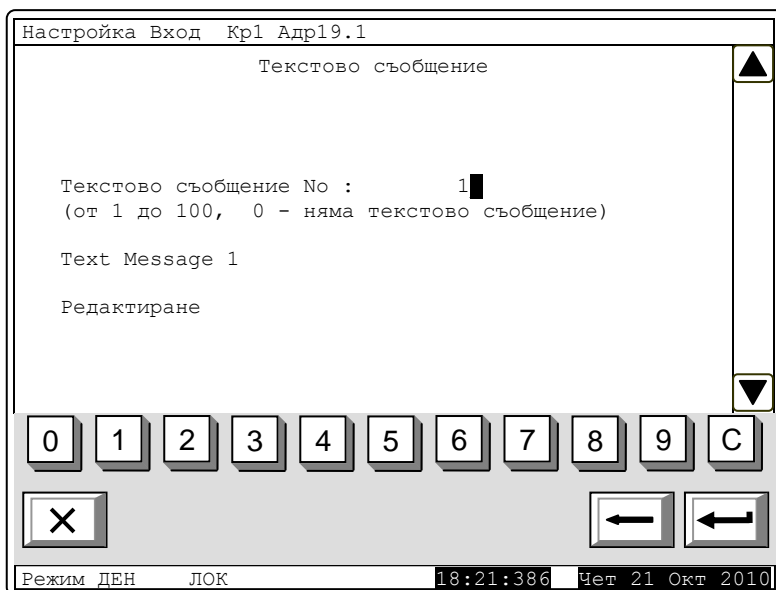 Настройка Вход Кр1 Адр19.1
Текстово съобщение
Текстово съобщение No : 1
(от 1 до 100, 0 - няма текстово съобщение)
Text Message 1
Редактиране
0 1 2 3 4 5 6 7 8 9 C
Режим ДЕН ЛОК 18:21:386 Чет 21 Окт 2010